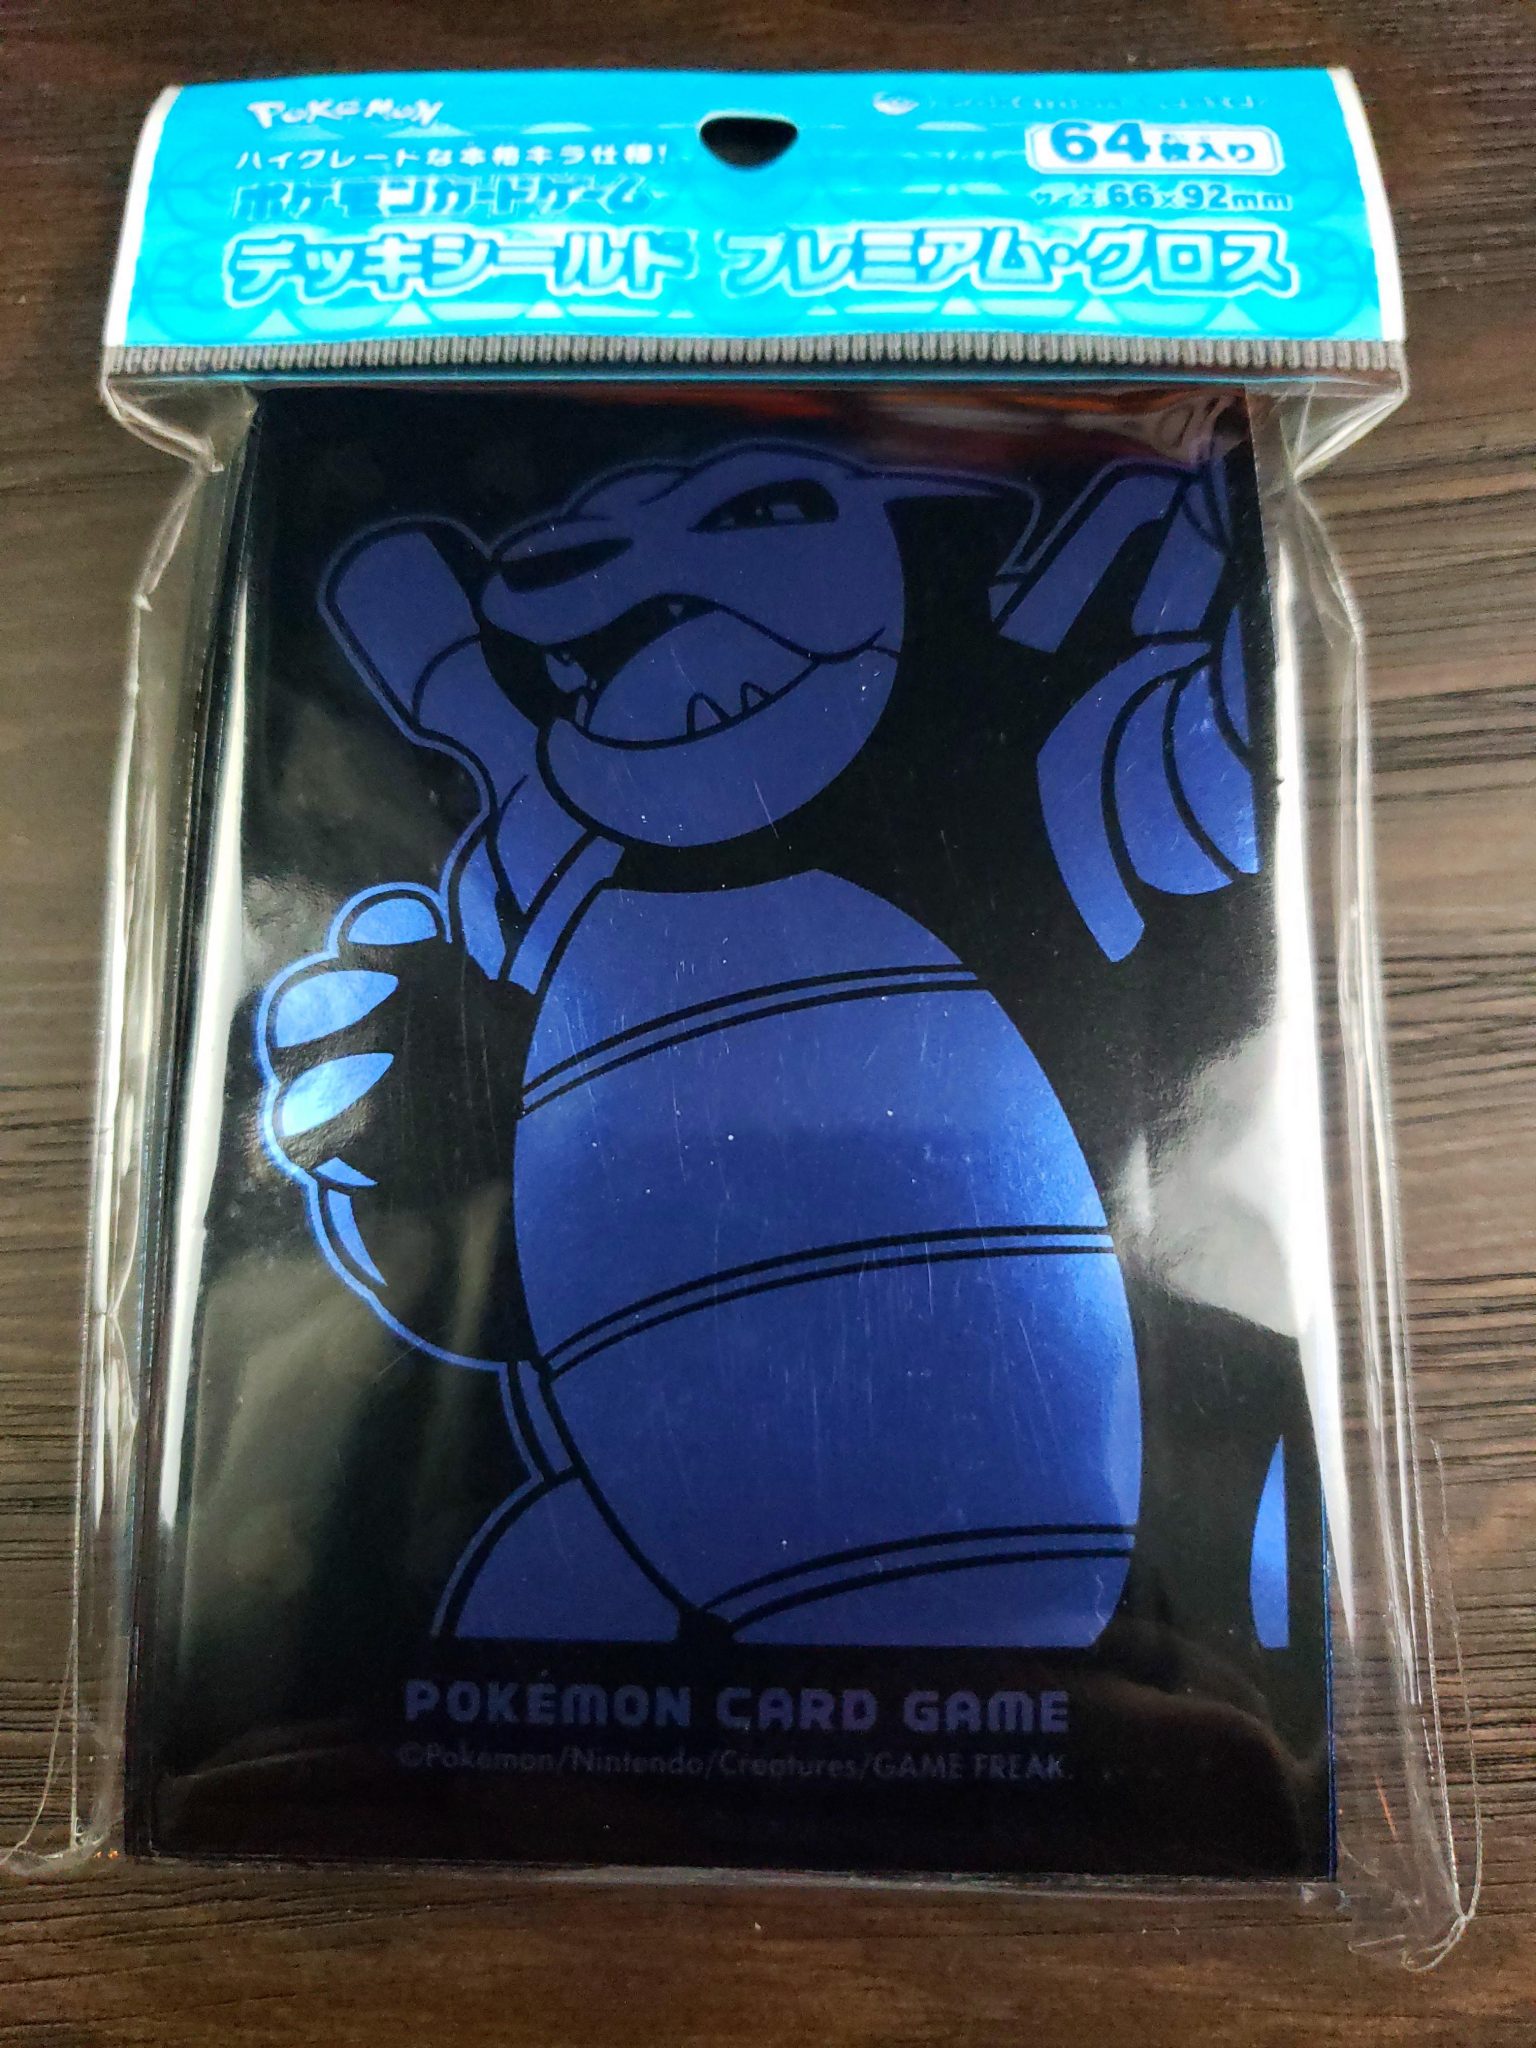 POKéMON
64枚入り
ハイグレードな本格キラ仕様!
サイズ 66×92mm
ポケモンカードゲーム
デッキシールド プレミアム・グロス
POKÉMON CARD GAME
©Pokémon/Nintendo/Creatures/GAME FREAK.